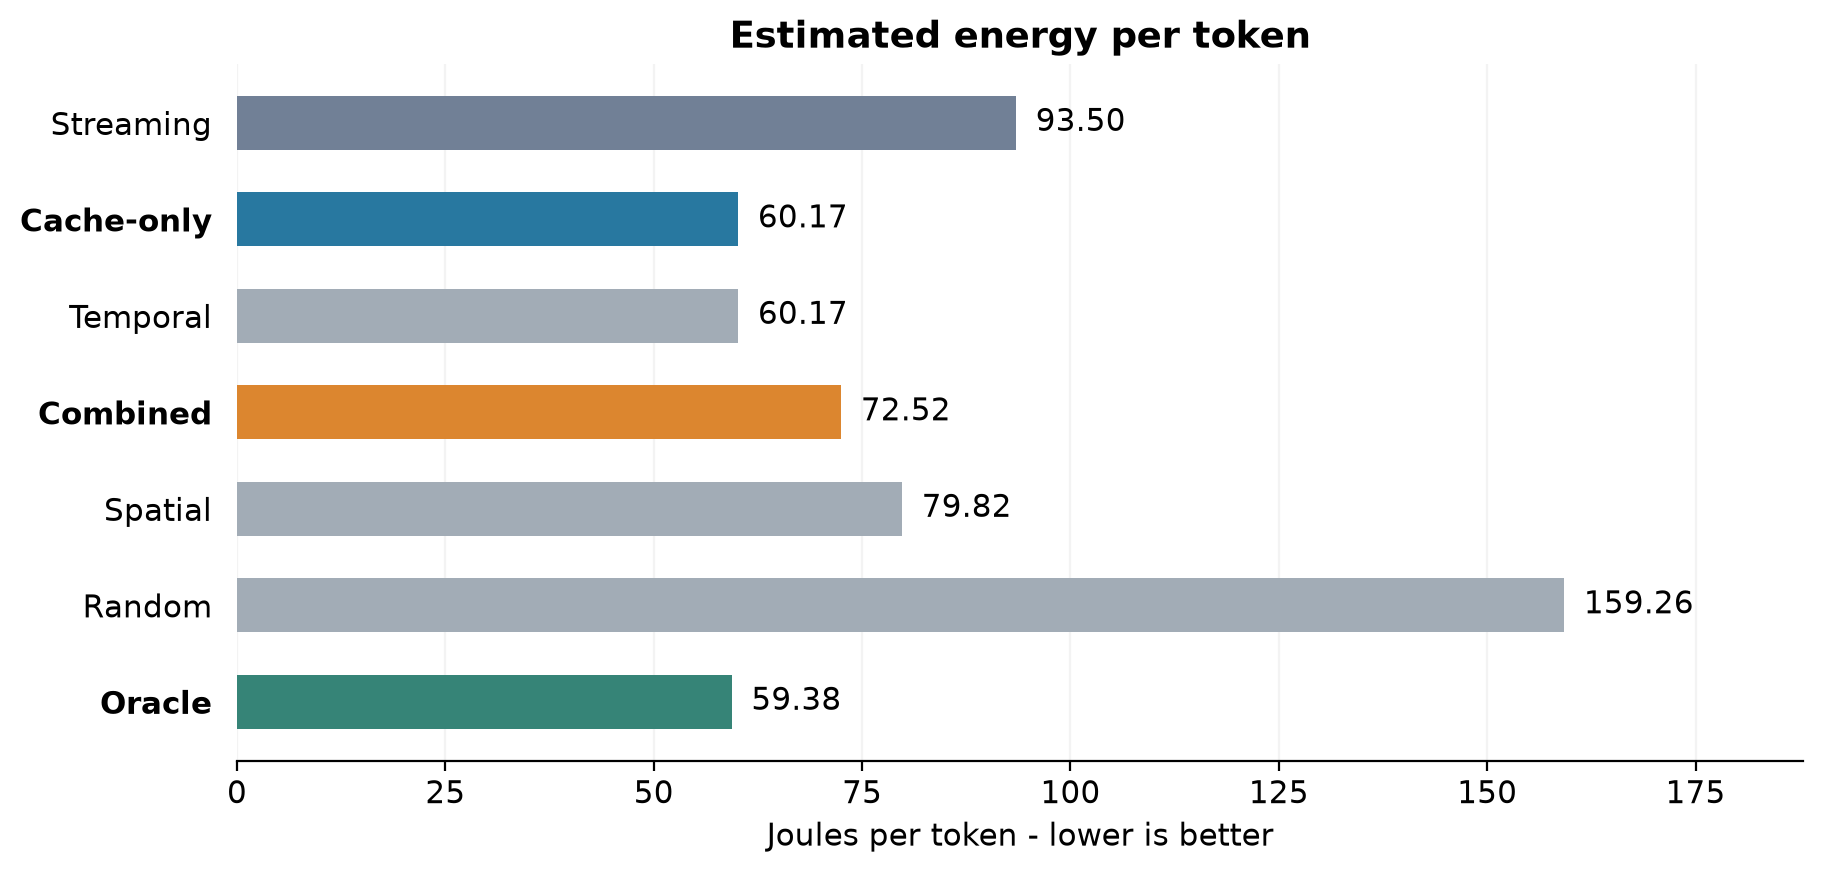 Estimated energy per token
Streaming 93.50
Cache-only 60.17
Temporal 60.17
Combined 72.52
Spatial 79.82
Random 159.26
Oracle 59.38
0 25 50 75 100 125 150 175
Joules per token - lower is better